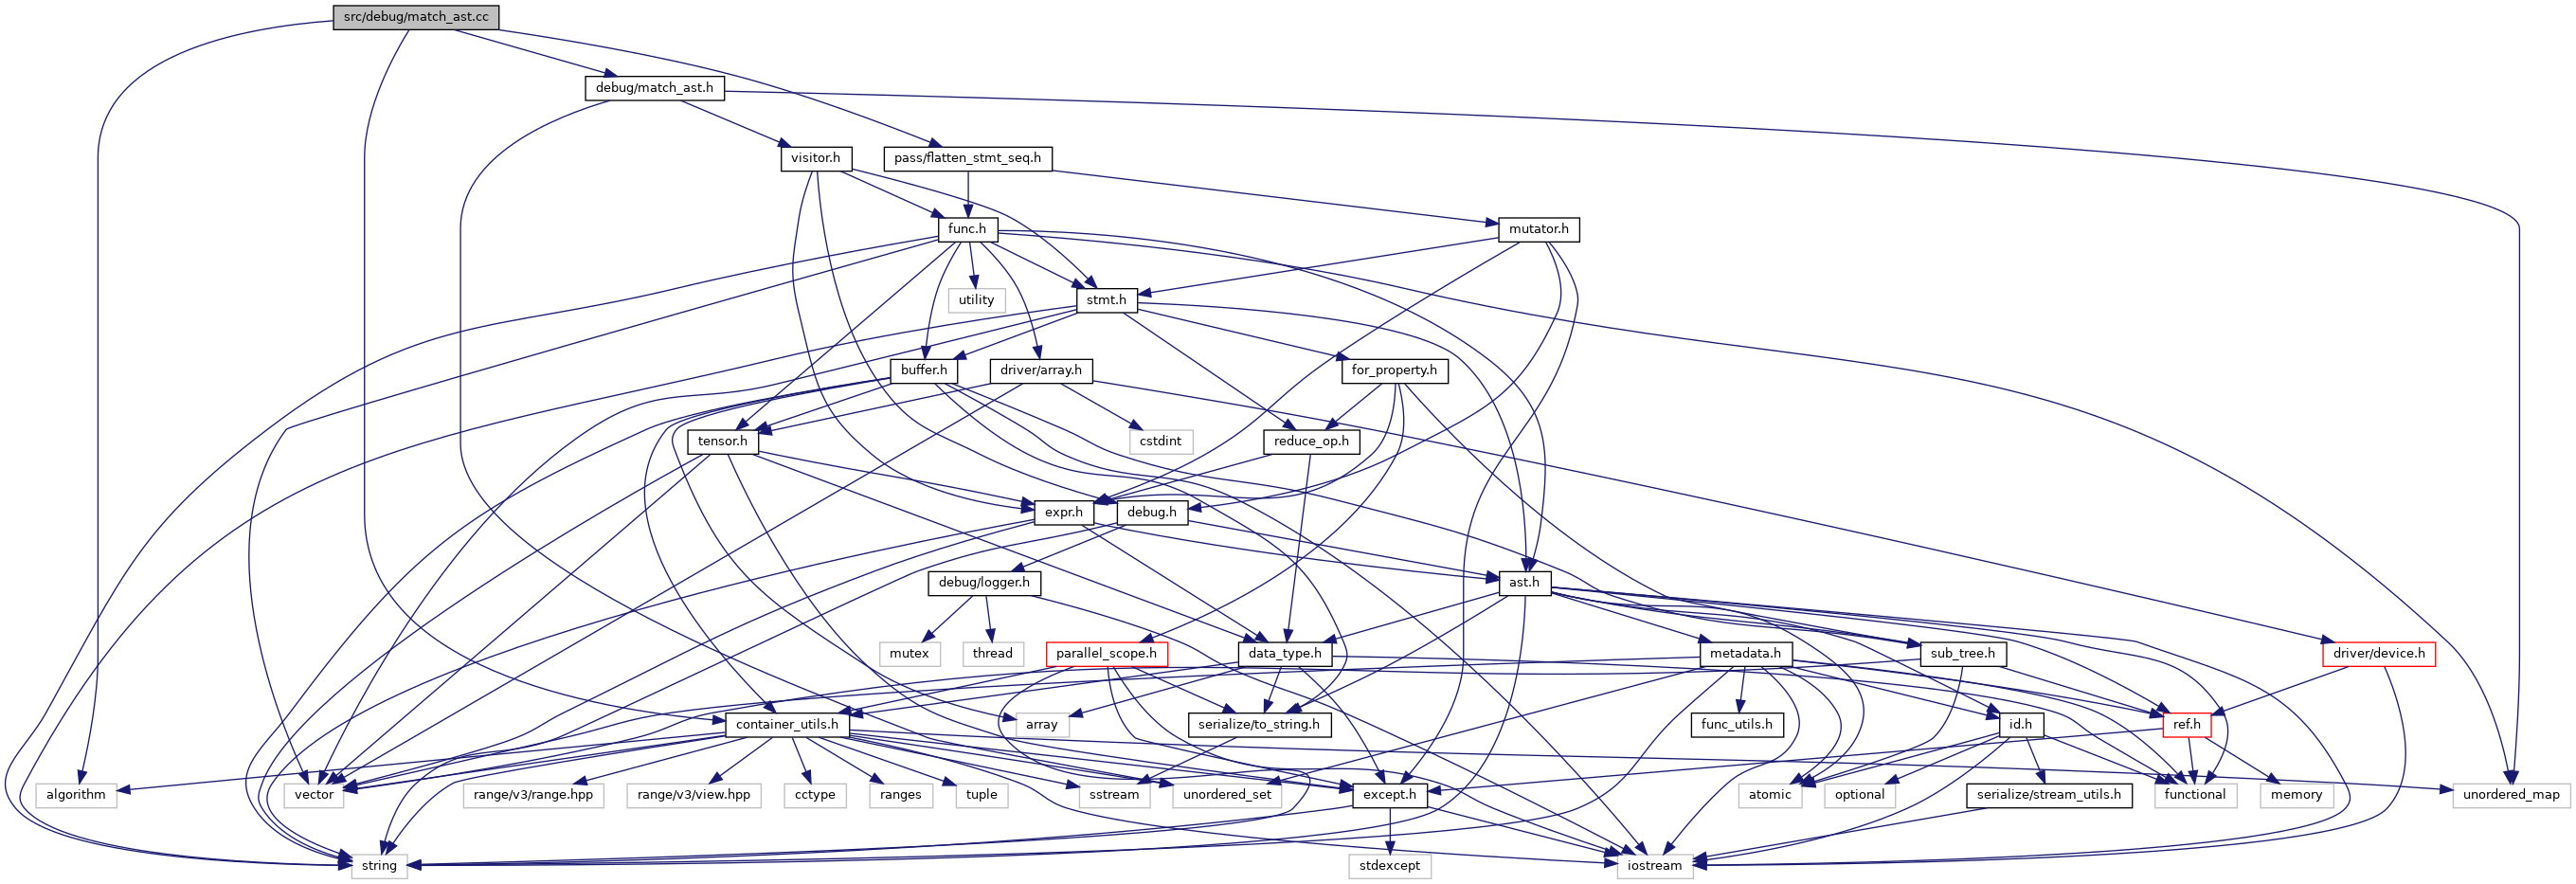 src/debug/match_ast.cc
debug/match_ast.h
visitor.h
pass/flatten_stmt_seq.h
func.h
mutator.h
utility
stmt.h
buffer.h
driver/array.h
for_property.h
tensor.h
cstdint
reduce_op.h
expr.h
debug.h
debug/logger.h
ast.h
mutex
thread
parallel_scope.h
data_type.h
metadata.h
sub_tree.h
driver/device.h
container_utils.h
array
serialize/to_string.h
func_utils.h
id.h
ref.h
algorithm
vector
range/v3/range.hpp
range/v3/view.hpp
cctype
ranges
tuple
sstream
unordered_set
except.h
atomic
optional
serialize/stream_utils.h
functional
memory
unordered_map
string
stdexcept
iostream